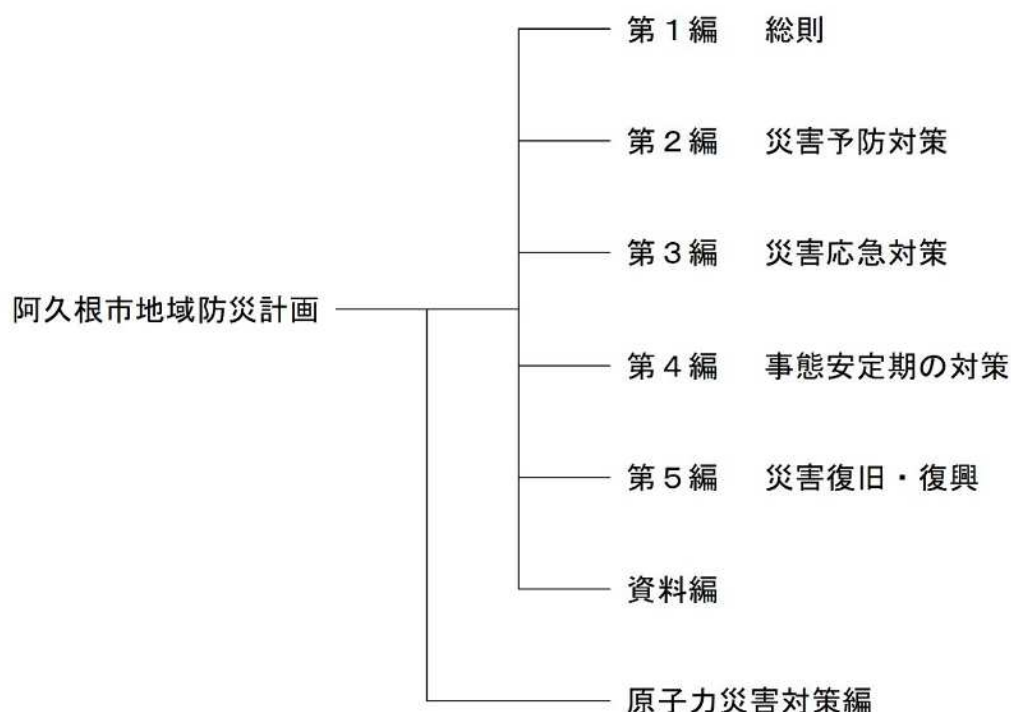 第１編　総則
第２編　災害予防対策
第３編　災害応急対策
阿久根市地域防災計画
第４編　事態安定期の対策
第５編　災害復旧・復興
資料編
原子力災害対策編